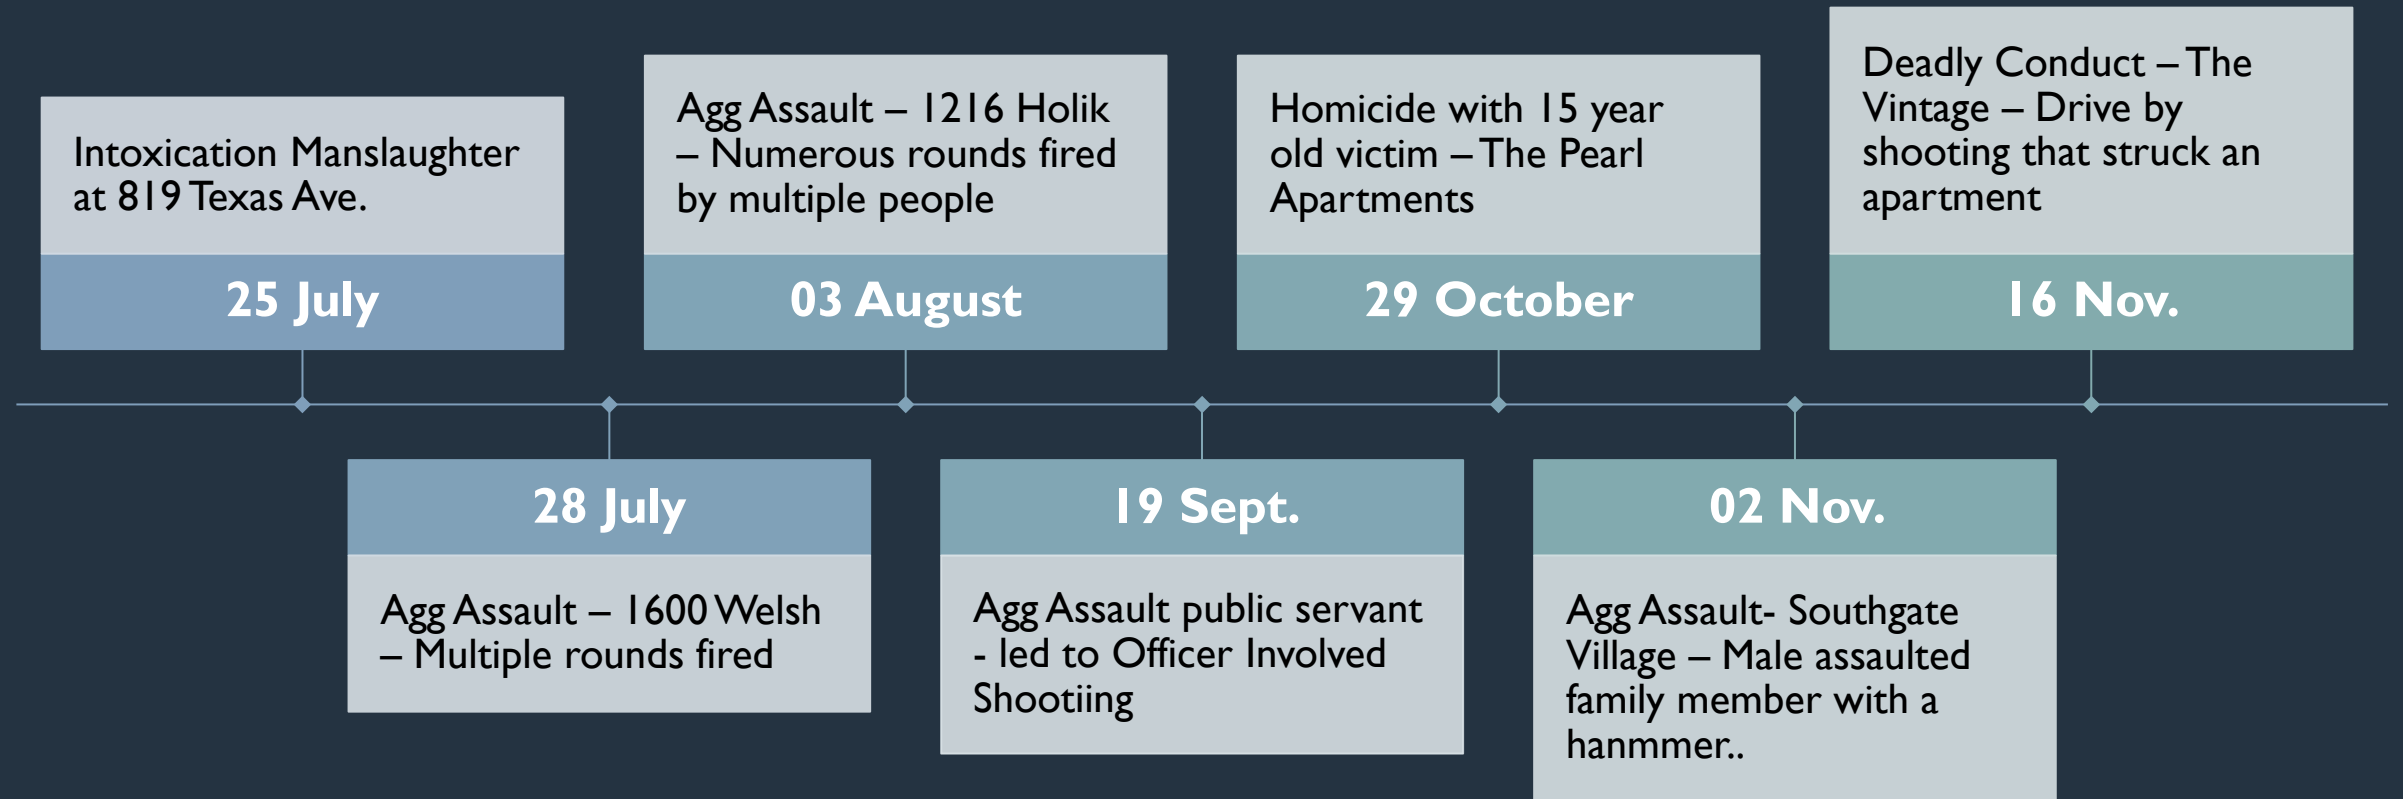 Intoxication Manslaughter
at 819 Texas Ave.
25 July
28 July
Agg Assault – 1600 Welsh
– Multiple rounds fired
Agg Assault – 1216 Holik
– Numerous rounds fired
by multiple people
03 August
19 Sept.
Agg Assault public servant
- led to Officer Involved
Shootiing
Homicide with 15 year
old victim – The Pearl
Apartments
29 October
02 Nov.
Agg Assault- Southgate
Village – Male assaulted
family member with a
hanmmer..
Deadly Conduct – The
Vintage – Drive by
shooting that struck an
apartment
16 Nov.